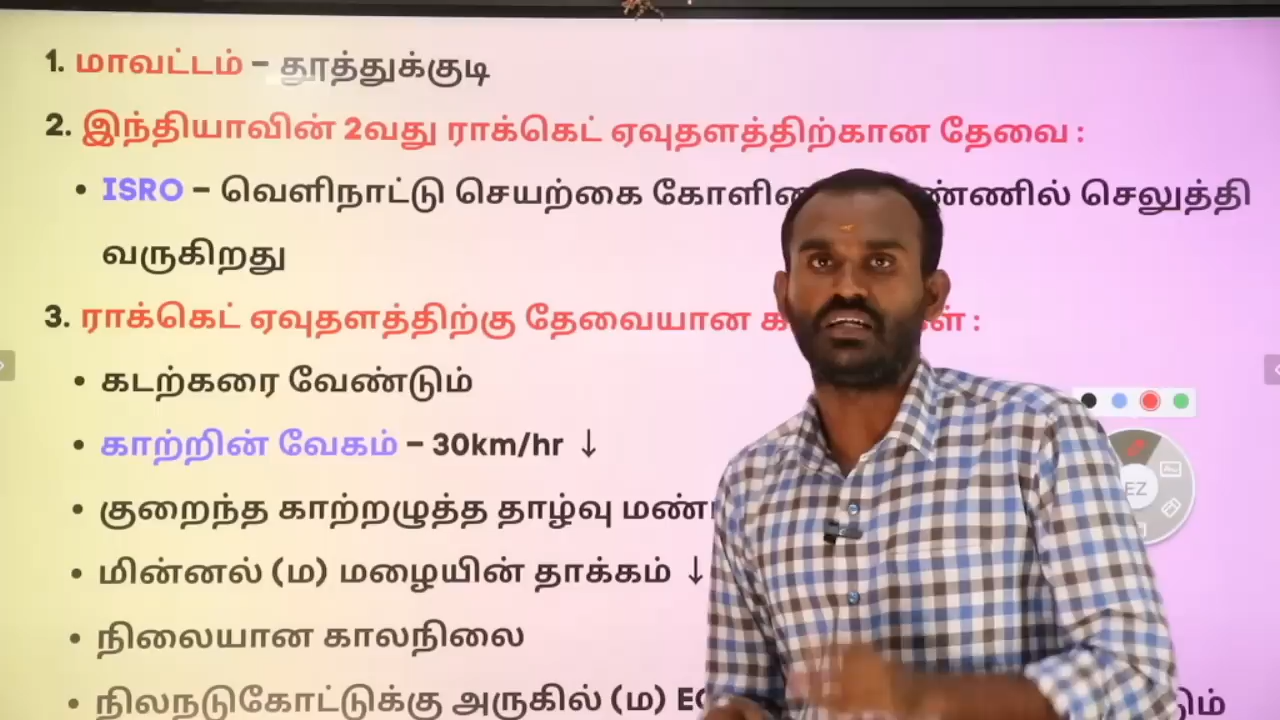 1. மாவட்டம் – தூத்துக்குடி
2. இந்தியாவின் 2வது ராக்கெட் ஏவுதளத்திற்கான தேவை :
• ISRO – வெளிநாட்டு செயற்கை செலுத்தி
வருகிறது
3. ராக்கெட் ஏவுதளத்திற்கு தேவையான :
• கடற்கரை வேண்டும்
• காற்றின் வேகம் – 30km/hr ↓
• குறைந்த காற்றழுத்த தாழ்வு
• மின்னல் (ம) மழையின் தாக்கம் ↓
• நிலையான காலநிலை
• நிலநடுகோட்டுக்கு அருகில் (ம)
EZ